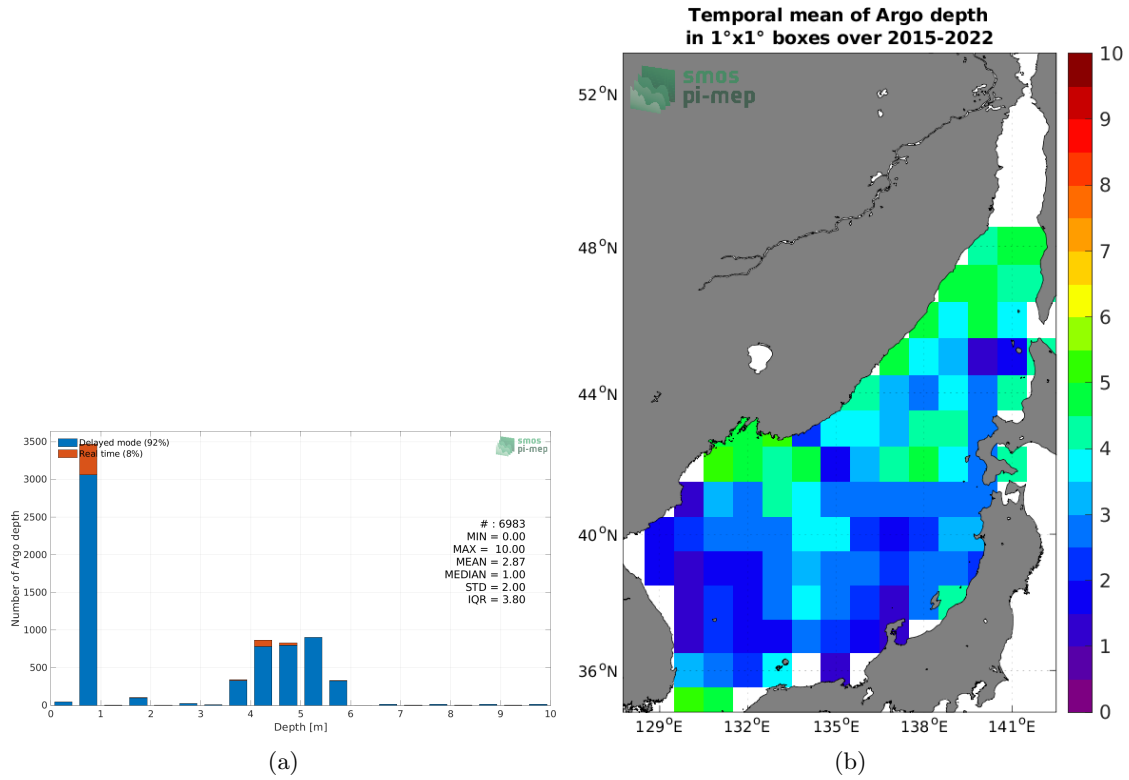 Temporal mean of Argo depth
in 1°x1° boxes over 2015-2022
smos
pi-mep
52°N
48°N
44°N
40°N
36°N
129°E
132°E
135°E
138°E
141°E
10
9
8
7
6
5
4
3
2
1
0
(b)
Delayed mode (92%)
Real time (8%)
smos
pi-mep
# : 6983
MIN = 0.00
MAX = 10.00
MEAN = 2.87
MEDIAN = 1.00
STD = 2.00
IQR = 3.80
Number of Argo depth
3500
3000
2500
2000
1500
1000
500
0
0
1
2
3
4
5
6
7
8
9
10
Depth [m]
(a)